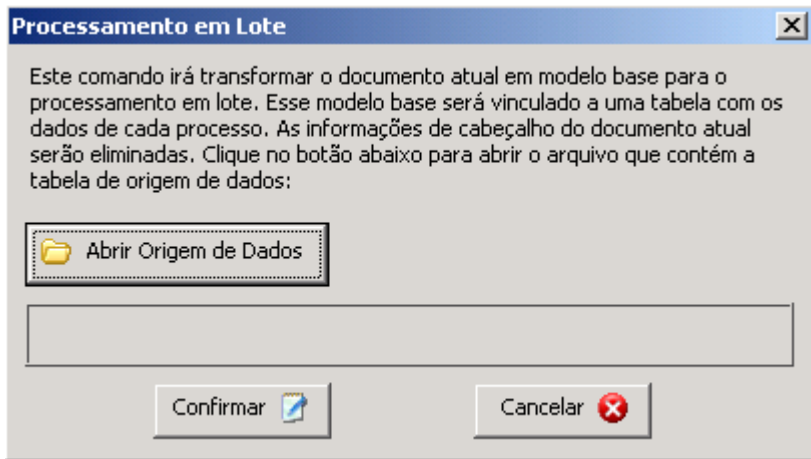 Processamento em Lote
Este comando irá transformar o documento atual em modelo base para o
processamento em lote. Esse modelo base será vinculado a uma tabela com os
dados de cada processo. As informações de cabeçalho do documento atual
serão eliminadas. Clique no botão abaixo para abrir o arquivo que contém a
tabela de origem de dados:
Abrir Origem de Dados
Confirmar
Cancelar